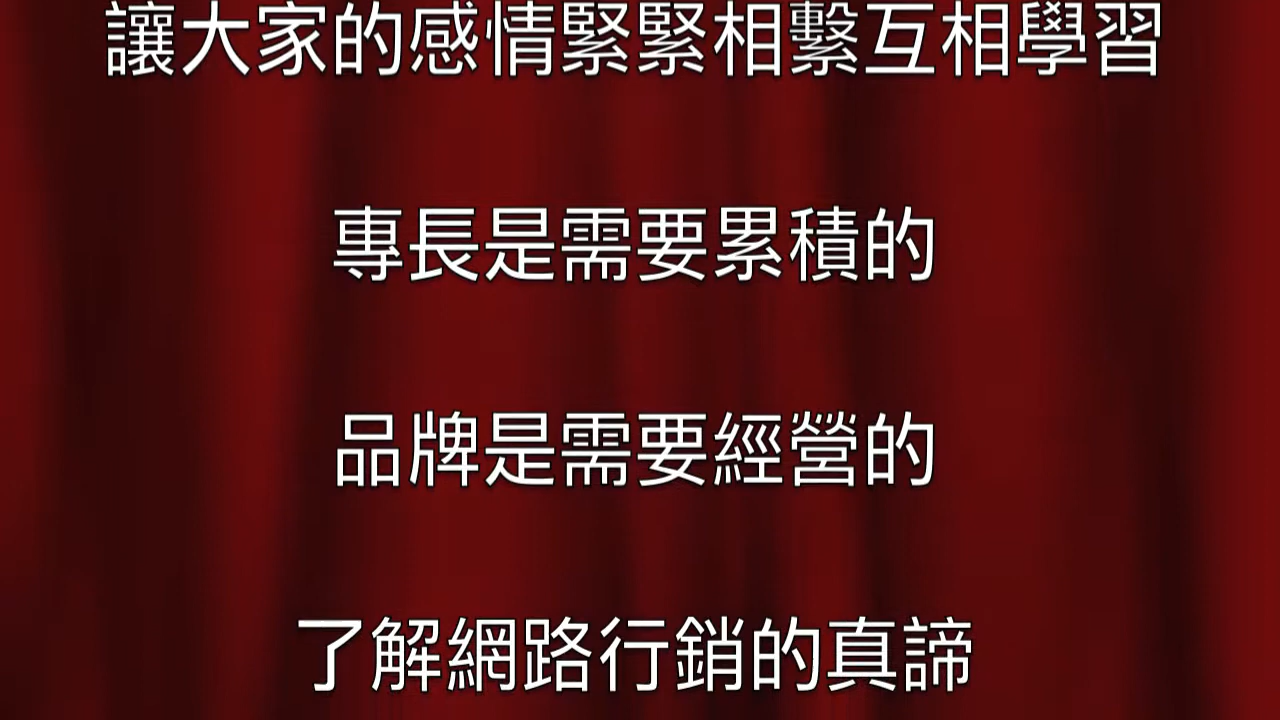 讓大家的感情緊緊相繫互相學習
專長是需要累積的
品牌是需要經營的
了解網路行銷的真諦